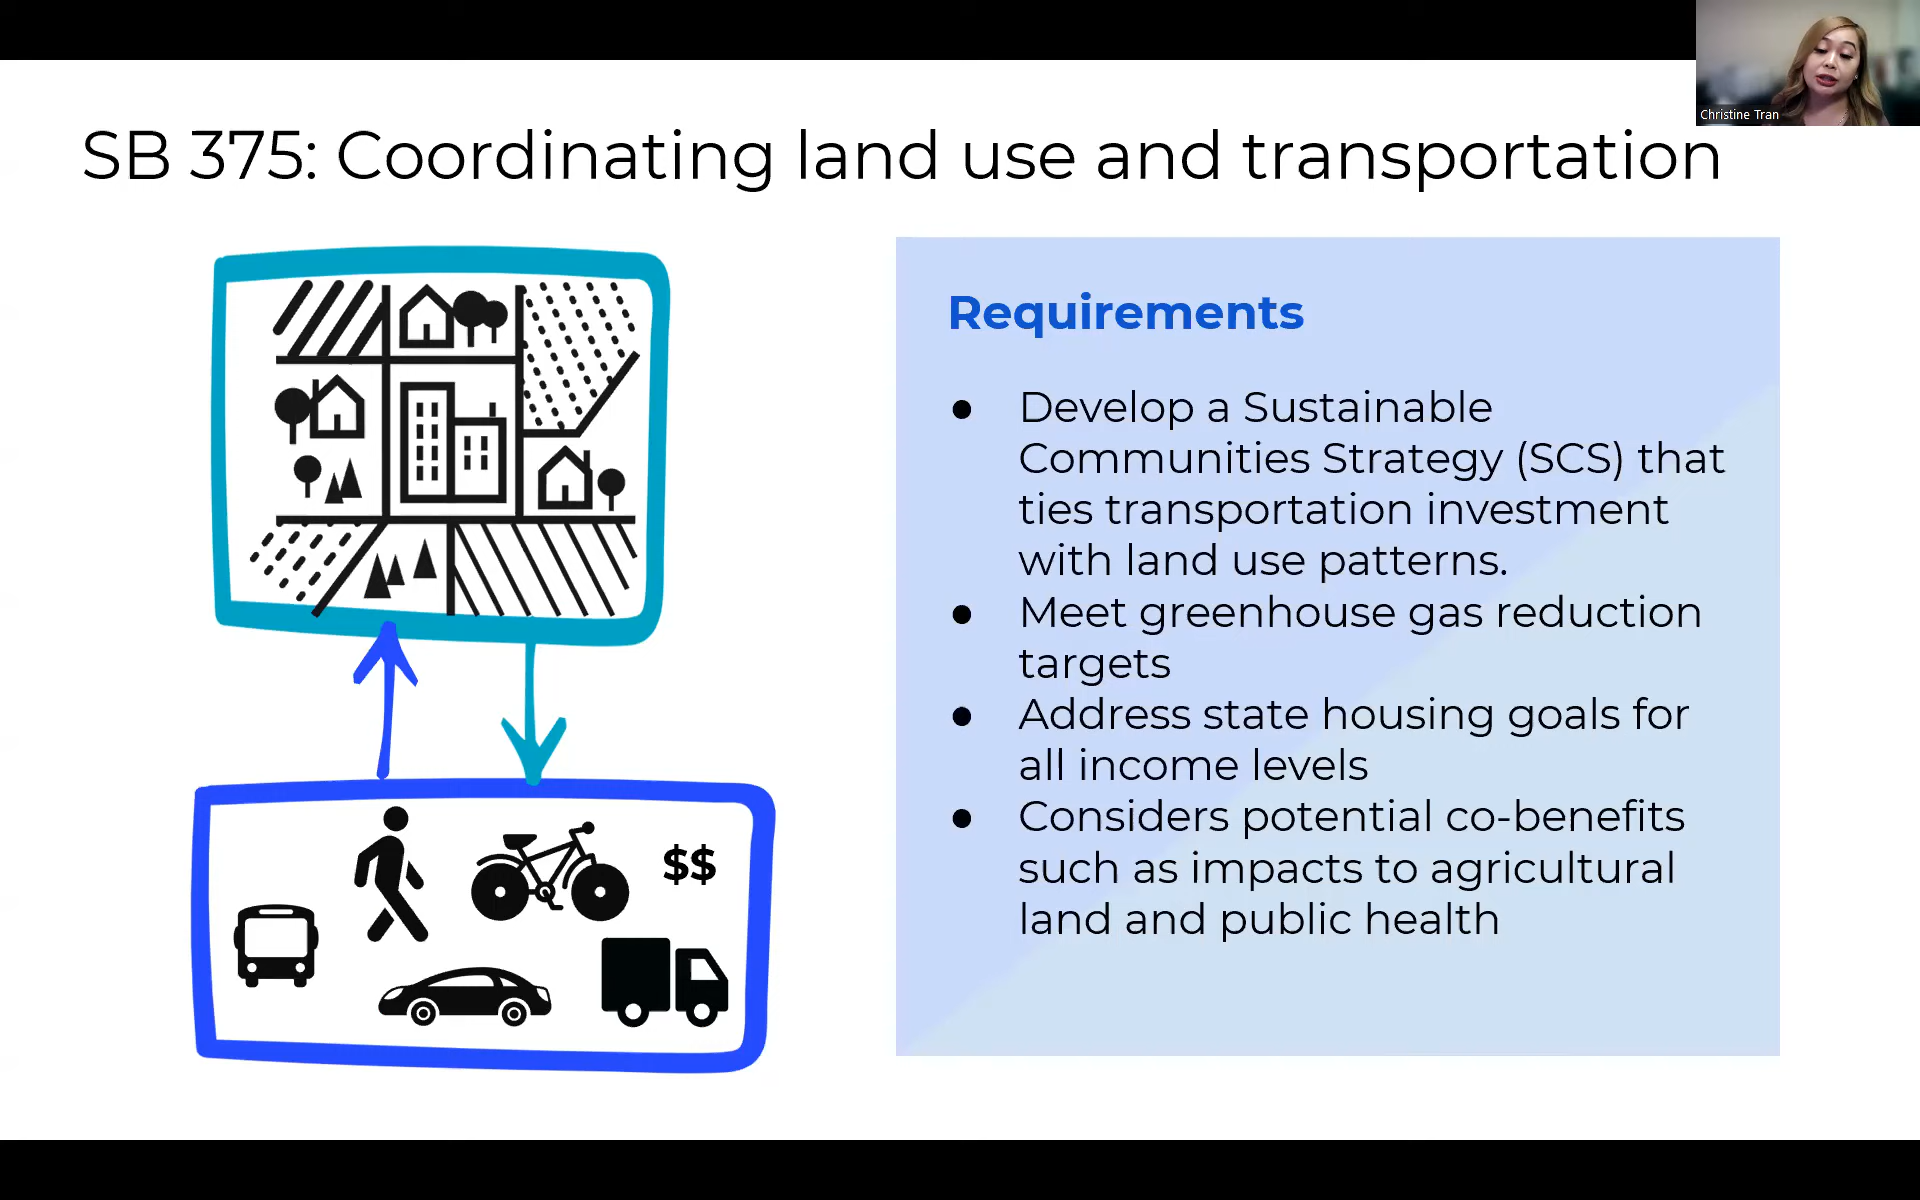 Christine Tran
SB 375: Coordinating land use and transportation
Requirements
● Develop a Sustainable
Communities Strategy (SCS) that
ties transportation investment
with land use patterns.
● Meet greenhouse gas reduction
targets
● Address state housing goals for
all income levels
● Considers potential co-benefits
such as impacts to agricultural
land and public health
$$